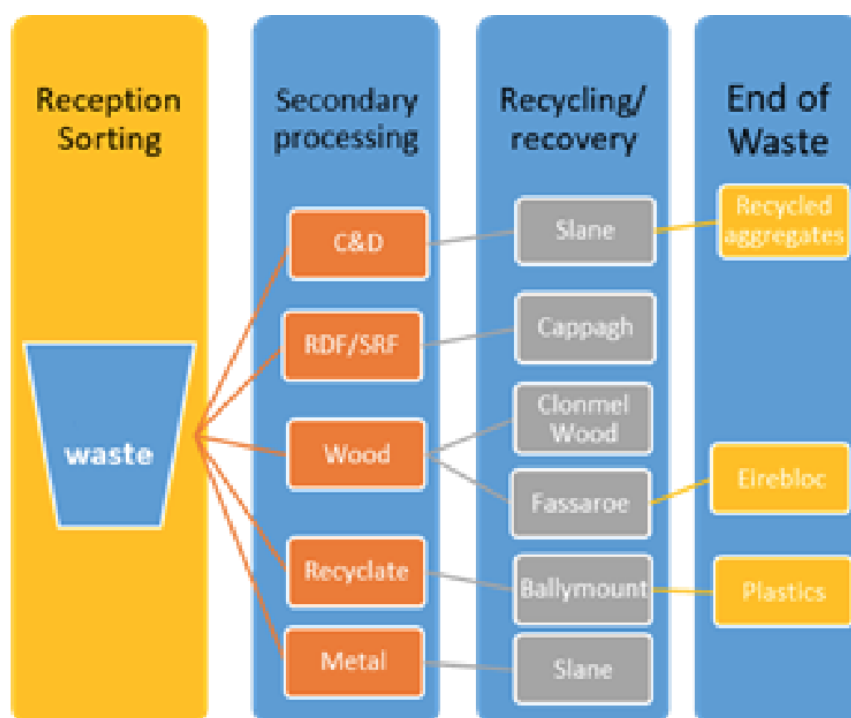 Reception
Sorting
waste
Secondary
processing
C&D
RDF/SRF
Wood
Recyclate
Metal
Recycling/
recovery
Slane
Cappagh
Clonmel
Wood
Fassaroe
Ballymount
Slane
End of
Waste
Recycled
aggregates
Eirebloc
Plastics